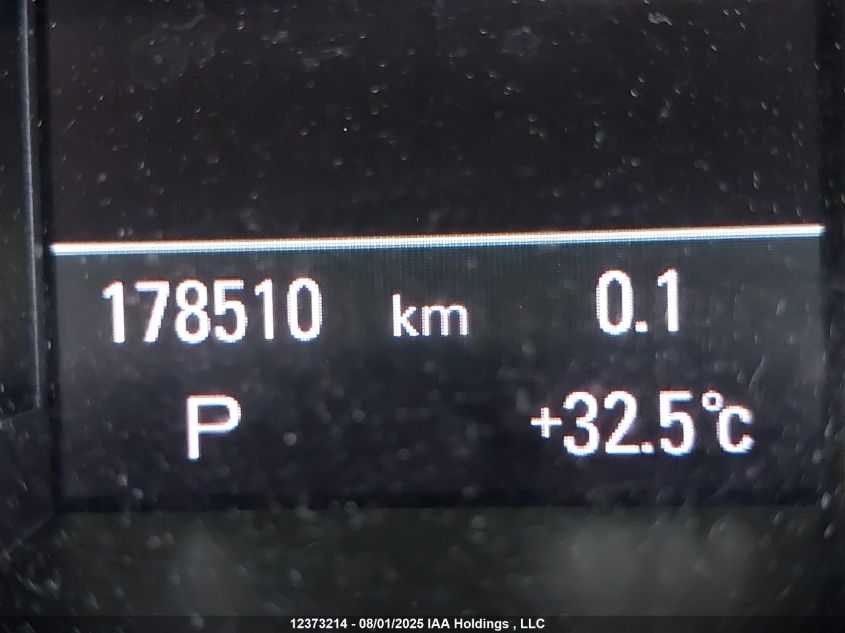 178510 km 0.1
P +32.5°C
12373214 - 08/01/2025 IAA Holdings , LLC